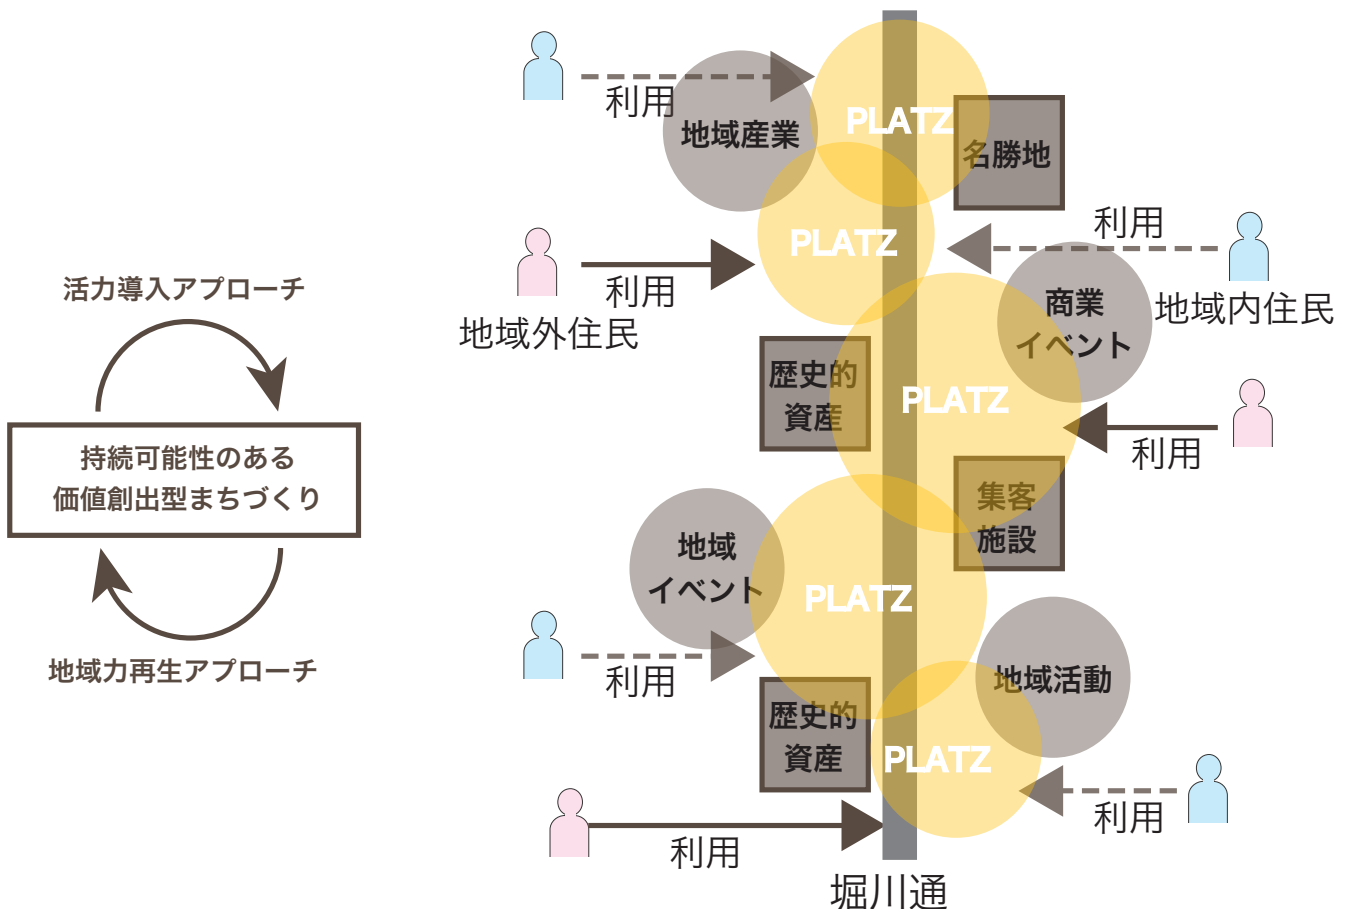 活力導入アプローチ
持続可能性のある
価値創出型まちづくり
地域力再生アプローチ
利用
地域産業
PLATZ
名勝地
PLATZ
利用
利用
地域外住民
地域内住民
商業
イベント
歴史的
資産
PLATZ
利用
集客
施設
地域
イベント
PLATZ
利用
地域活動
歴史的
資産
PLATZ
利用
利用
堀川通